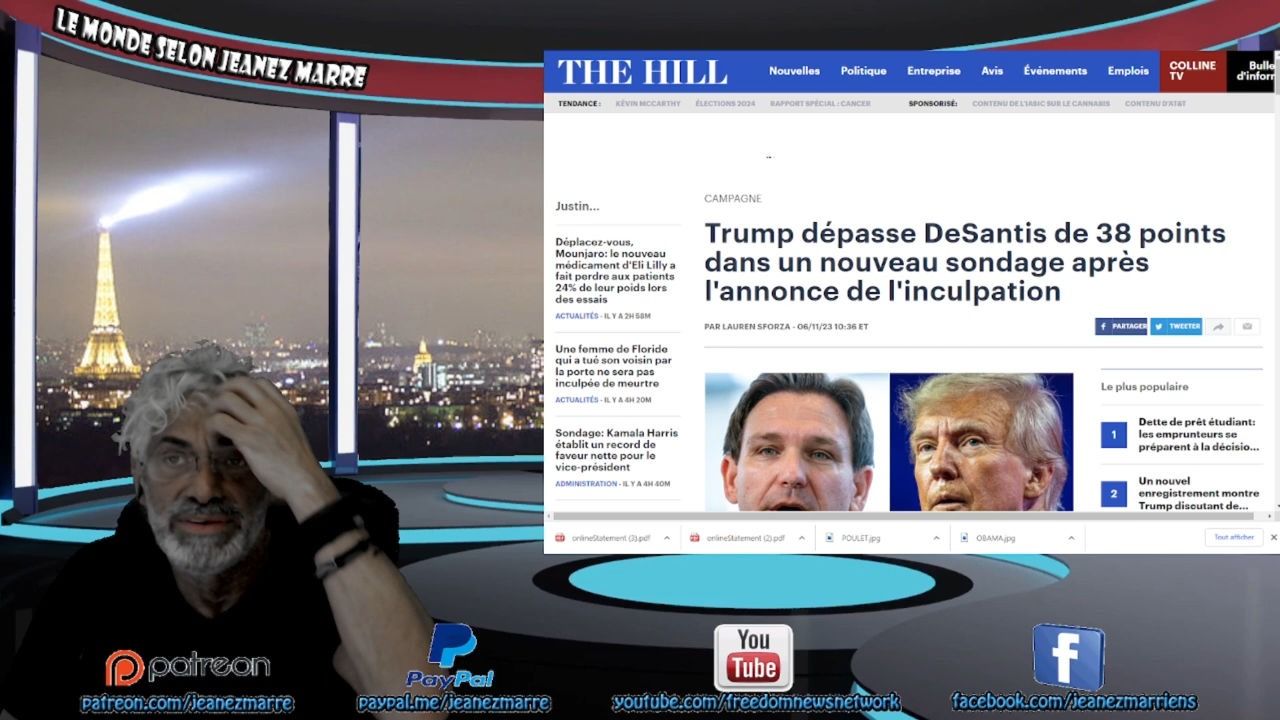 LE MONDE SELON JEANEZ MARRE
THE HILL
Nouvelles Politique Entreprise Avis Événements Emplois
COLLINE
TV
Bulle
d'inforr
TENDANCE : KÉVIN MCCARTHY ÉLECTIONS 2024 RAPPORT SPÉCIAL : CANCER SPONSORISÉ: CONTENU DE L'IASIC SUR LE CANNABIS CONTENU D'AT&T
Justin...
Déplacez-vous,
Mounjaro: le nouveau
médicament d'Eli Lilly a
fait perdre aux patients
24% de leur poids lors
des essais
ACTUALITÉS - IL Y A 2H 58M
Une femme de Floride
qui a tué son voisin par
la porte ne sera pas
inculpée de meurtre
ACTUALITÉS - IL Y A 4H 20M
Sondage: Kamala Harris
établit un record de
faveur nette pour le
vice-président
ADMINISTRATION - IL Y A 4H 40M
CAMPAGNE
Trump dépasse DeSantis de 38 points
dans un nouveau sondage après
l'annonce de l'inculpation
PAR LAUREN SFORZA - 06/11/23 10:36 ET
PARTAGER
TWEETER
Le plus populaire
1
Dette de prêt étudiant:
les emprunteurs se
préparent à la décisio...
2
Un nouvel
enregistrement montre
Trump discutant de...
onlineStatement (3).pdf
onlineStatement (2).pdf
POULET.jpg
OBAMA.jpg
Tout afficher
patreon
patreon.com/jeanezmarre
PayPal
paypal.me/jeanezmarre
You
Tube
youtube.com/freedomnewsnetwork
f
facebook.com/jeanezmarriens